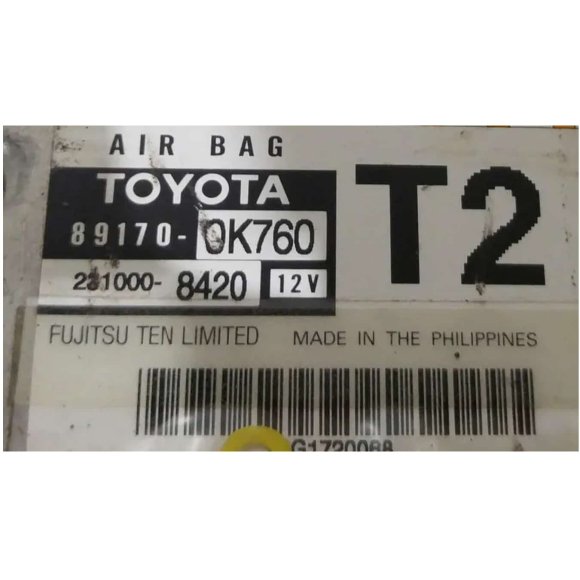 AIR BAG
TOYOTA
89170-0K760
231000-8420 12V
T2
FUJITSU TEN LIMITED MADE IN THE PHILIPPINES